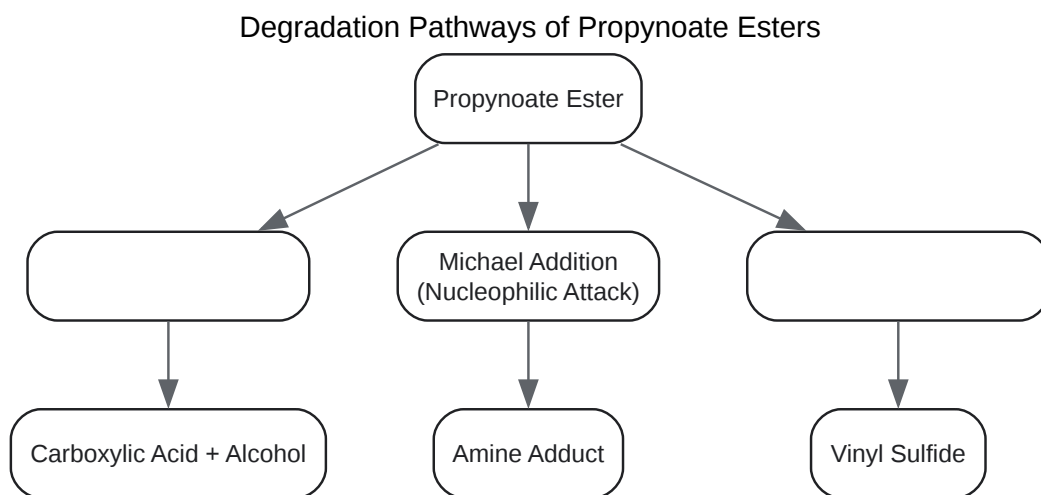 Degradation Pathways of Propynoate Esters
Propynoate Ester
Michael Addition
(Nucleophilic Attack)
Carboxylic Acid + Alcohol
Amine Adduct
Vinyl Sulfide